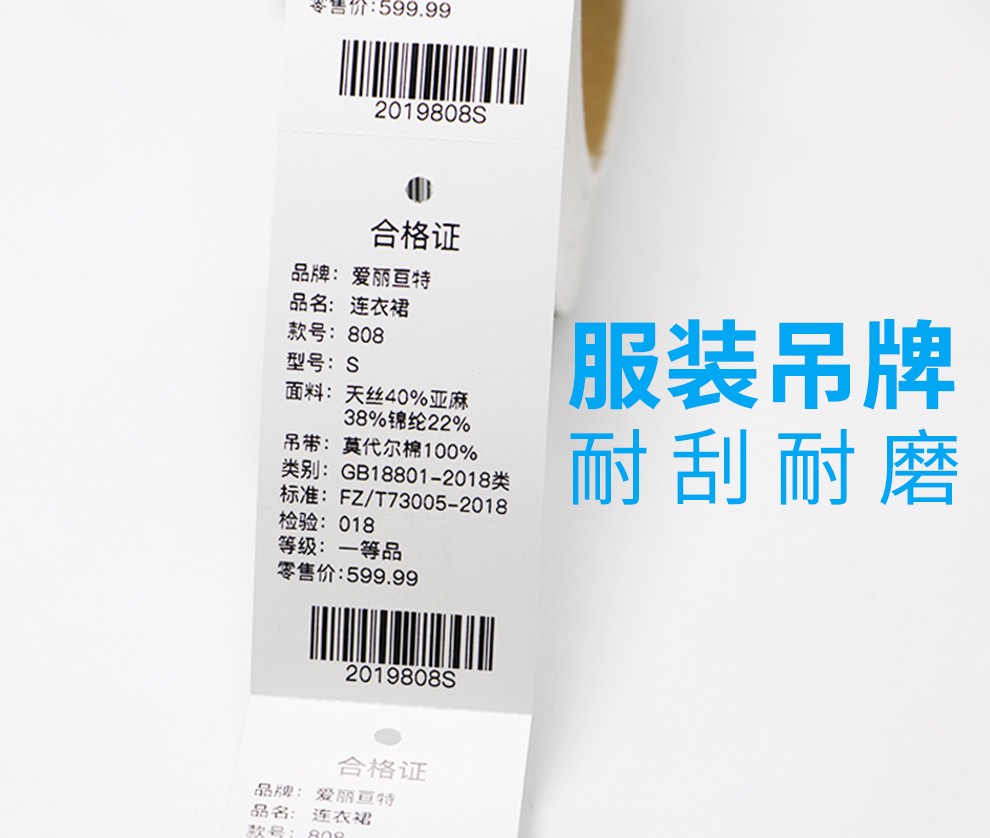 零售价:599.99
2019808S
合格证
品牌: 爱丽亘特
品名: 连衣裙
款号: 808
型号: S
面料: 天丝40%亚麻
38%锦纶22%
吊带: 莫代尔棉100%
类别: GB18801-2018类
标准: FZ/T73005-2018
检验: 018
等级: 一等品
零售价:599.99
2019808S
合格证
品牌: 爱丽亘特
品名: 连衣裙
款号: 808
服装吊牌
耐刮耐磨